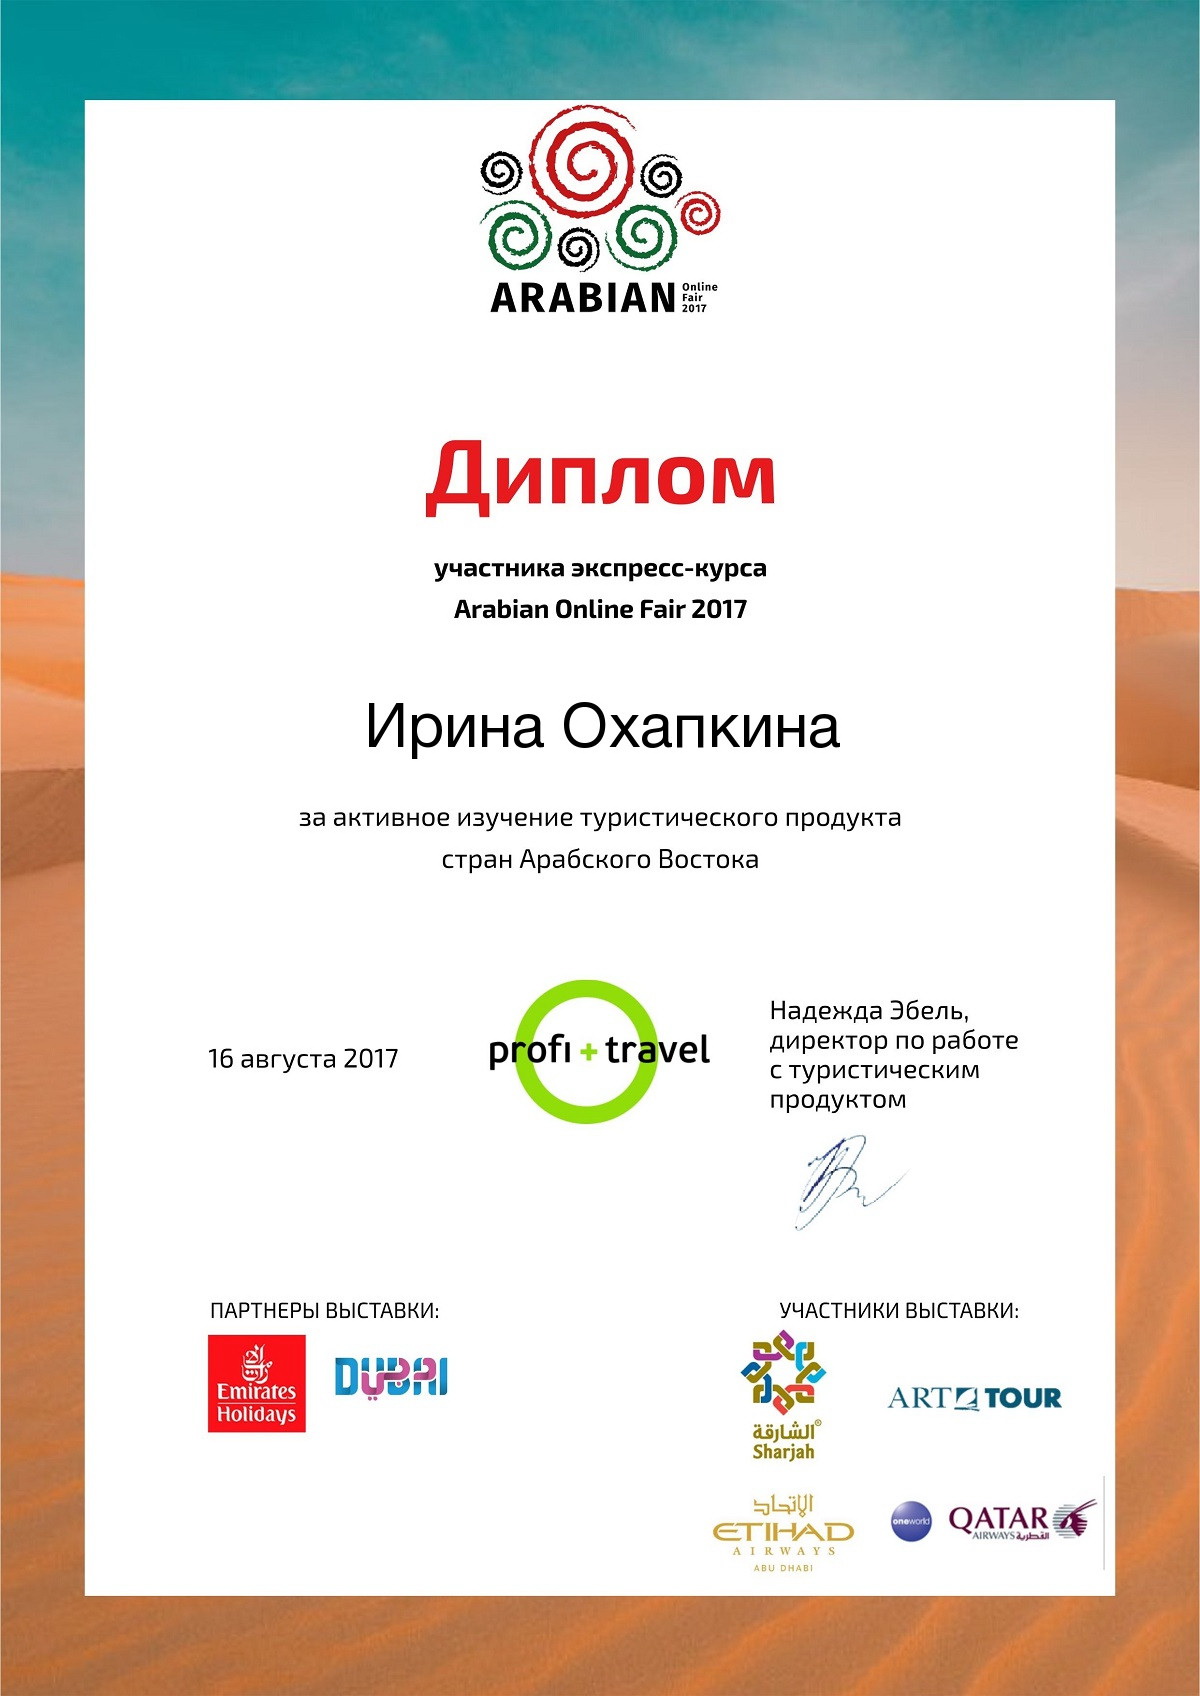 ARABIAN
Online
Fair
2017
Диплом
участника экспресс-курса
Arabian Online Fair 2017
Ирина Охапкина
за активное изучение туристического продукта
стран Арабского Востока
16 августа 2017
profi + travel
Надежда Эбель,
директор по работе
с туристическим
продуктом
ПАРТНЕРЫ ВЫСТАВКИ:
Emirates
Holidays
DUBAI
УЧАСТНИКИ ВЫСТАВКИ:
الشارقة®
Sharjah
ART TOUR
الإتحاد
ETIHAD
AIRWAYS
ABU DHABI
oneworld
QATAR
AIRWAYS القطرية